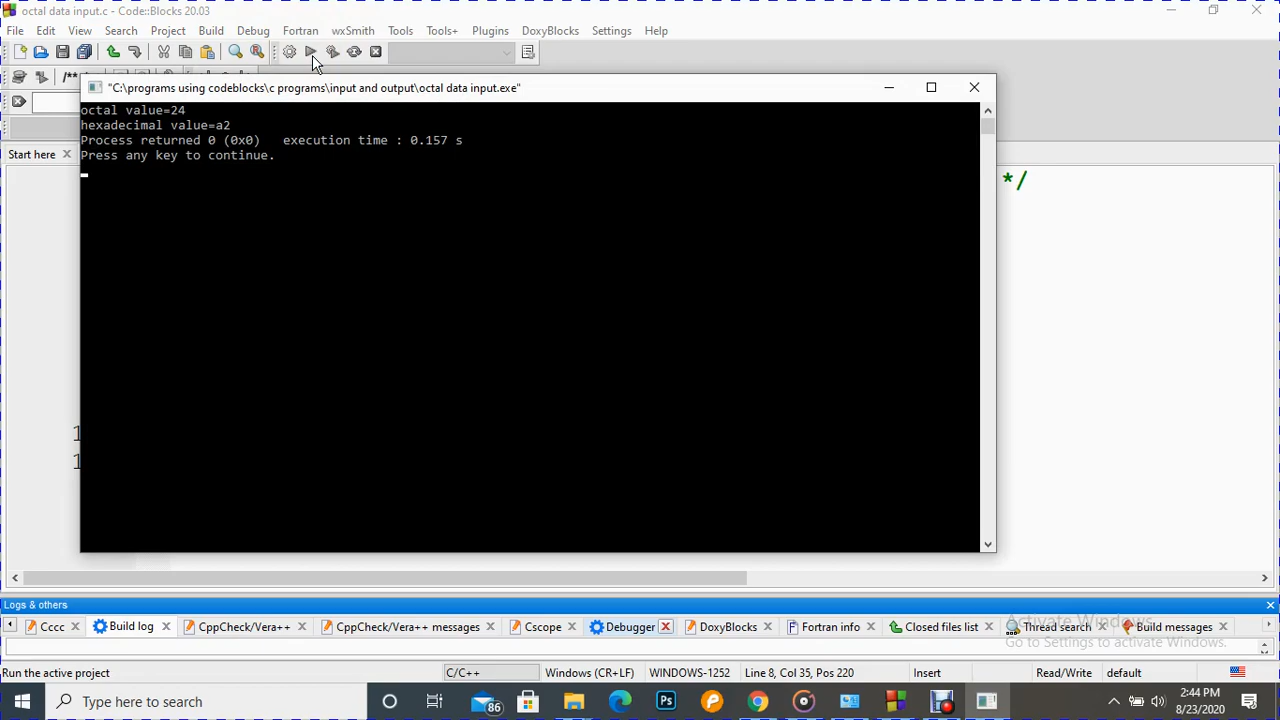 octal data input.c - Code::Blocks 20.03
File Edit View Search Project Build Debug Fortran wxSmith Tools Tools+ Plugins DoxyBlocks Settings Help
/**
"C:\programs using codeblocks\c programs\input and output\octal data input.exe"
octal value=24
hexadecimal value=a2
Process returned 0 (0x0)   execution time : 0.157 s
Press any key to continue.
Start here
*/
1
1
Logs & others
Cccc Build log CppCheck/Vera++ CppCheck/Vera++ messages Cscope Debugger DoxyBlocks Fortran info Closed files list Thread search Build messages
Activate Windows
Go to Settings to activate Windows.
Run the active project C/C++ Windows (CR+LF) WINDOWS-1252 Line 8, Col 35, Pos 220 Insert Read/Write default
Type here to search
86
Ps
2:44 PM
8/23/2020